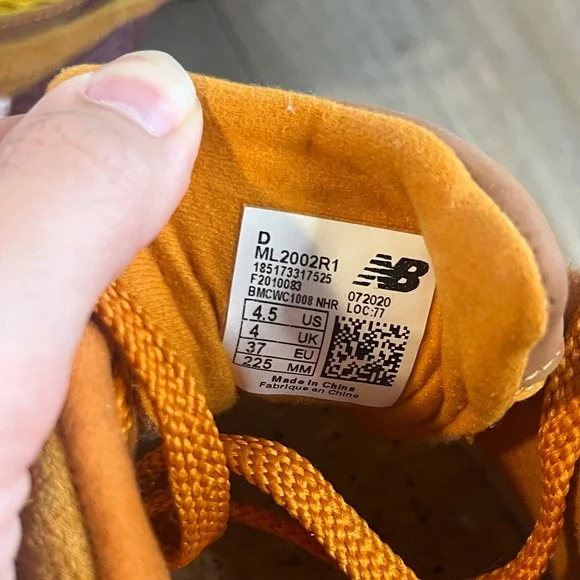 D
ML2002R1
185173317525
F2010083
BMCWC1008 NHR
NB
072020
LOC:77
4.5 US
4 UK
37 EU
225 MM
Made in China
Fabriqué en Chine